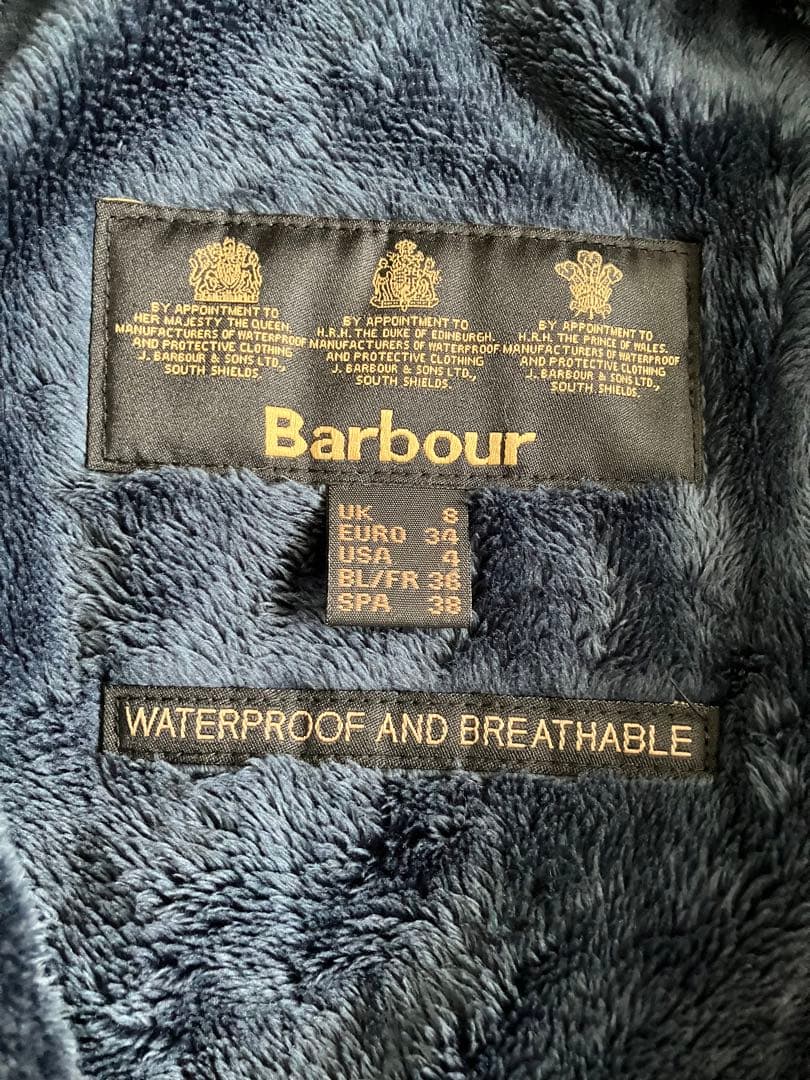 BY APPOINTMENT TO
HER MAJESTY THE QUEEN.
MANUFACTURERS OF WATERPROOF
AND PROTECTIVE CLOTHING
J. BARBOUR & SONS LTD.,
SOUTH SHIELDS.
BY APPOINTMENT TO
H.R.H. THE DUKE OF EDINBURGH.
MANUFACTURERS OF WATERPROOF
AND PROTECTIVE CLOTHING
J. BARBOUR & SONS LTD.,
SOUTH SHIELDS.
BY APPOINTMENT TO
H.R.H. THE PRINCE OF WALES.
MANUFACTURERS OF WATERPROOF
AND PROTECTIVE CLOTHING
J. BARBOUR & SONS LTD.,
SOUTH SHIELDS.
Barbour
UK 8
EURO 34
USA 4
BL/FR 36
SPA 38
WATERPROOF AND BREATHABLE